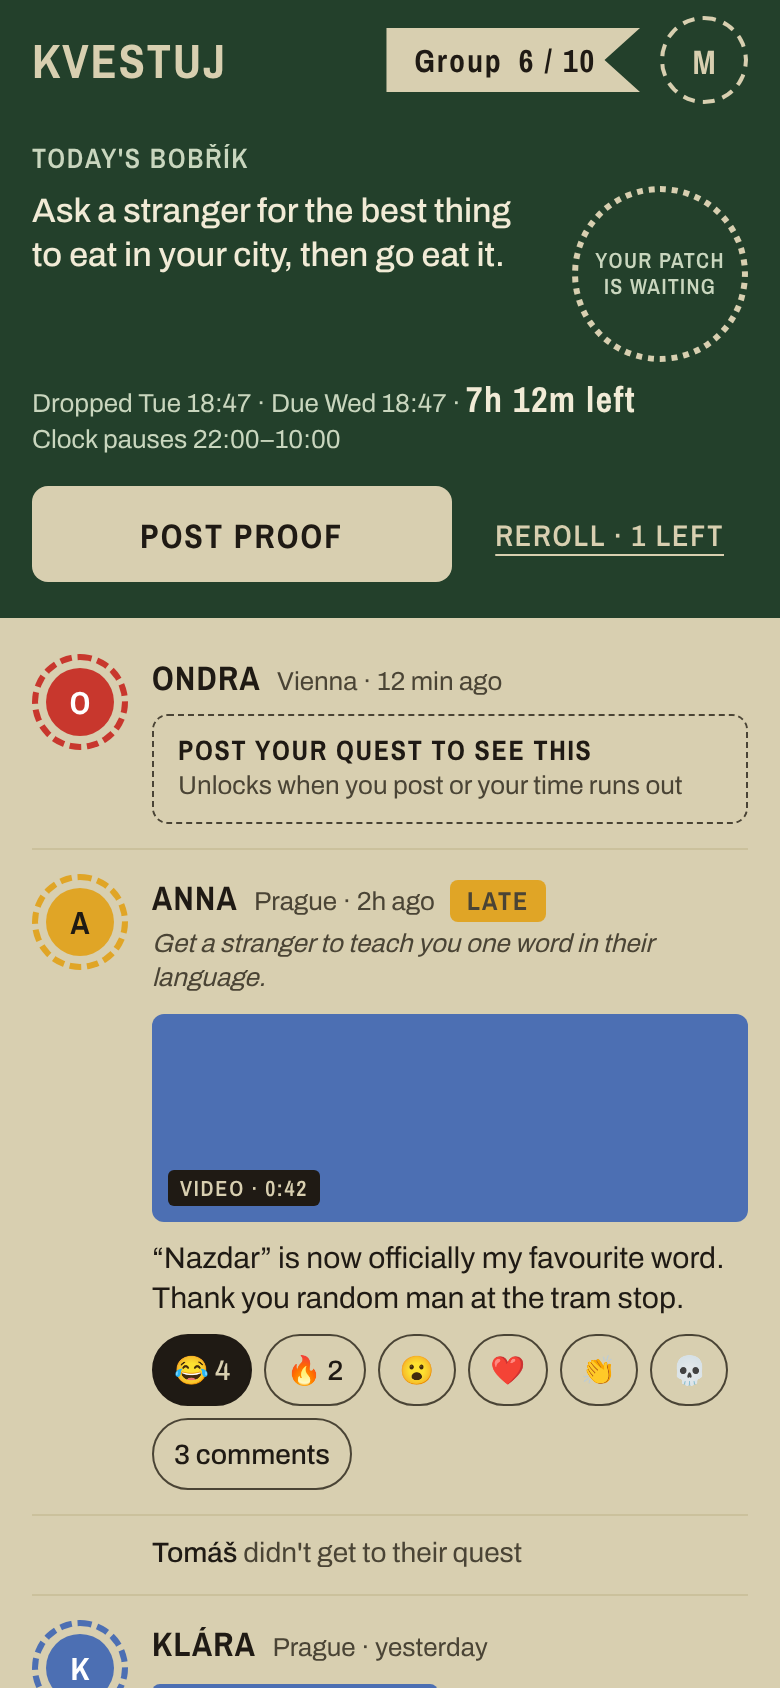 KVESTUJ
Group 6 / 10
M
TODAY'S BOBŘÍK
Ask a stranger for the best thing
to eat in your city, then go eat it.
YOUR PATCH
IS WAITING
Dropped Tue 18:47 · Due Wed 18:47 · 7h 12m left
Clock pauses 22:00–10:00
POST PROOF
REROLL · 1 LEFT
O
ONDRA Vienna · 12 min ago
POST YOUR QUEST TO SEE THIS
Unlocks when you post or your time runs out
A
ANNA Prague · 2h ago LATE
Get a stranger to teach you one word in their
language.
VIDEO · 0:42
“Nazdar” is now officially my favourite word.
Thank you random man at the tram stop.
😂 4 🔥 2 😮 ❤️ 👏 💀
3 comments
Tomáš didn't get to their quest
K
KLÁRA Prague · yesterday